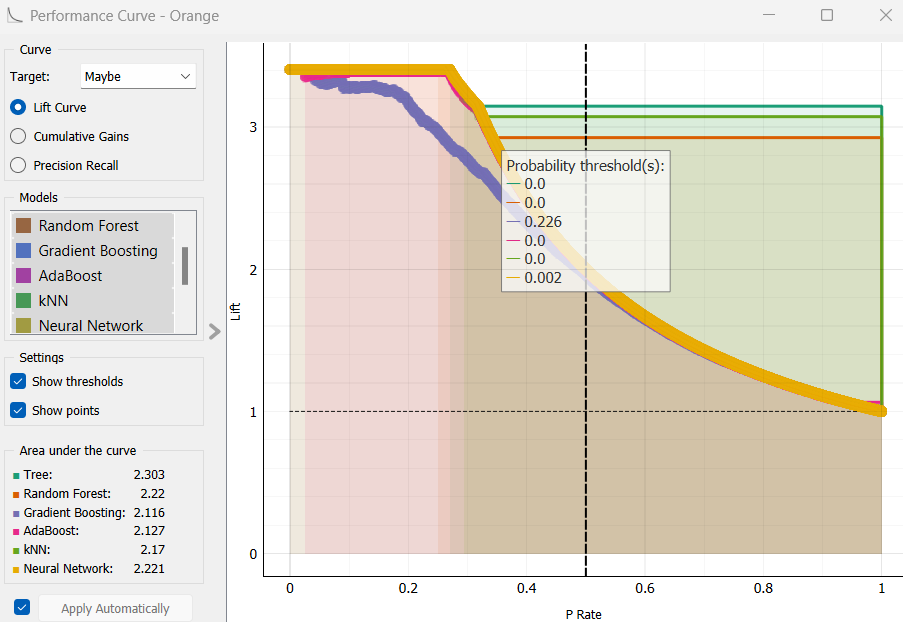 Performance Curve - Orange
Curve
Target: Maybe
Lift Curve
Cumulative Gains
Precision Recall
Models
Random Forest
Gradient Boosting
AdaBoost
kNN
Neural Network
Settings
Show thresholds
Show points
Area under the curve
Tree: 2.303
Random Forest: 2.22
Gradient Boosting: 2.116
AdaBoost: 2.127
kNN: 2.17
Neural Network: 2.221
Apply Automatically
Lift
3
2
1
0
Probability threshold(s):
0.0
0.0
0.226
0.0
0.0
0.002
0 0.2 0.4 0.6 0.8 1
P Rate